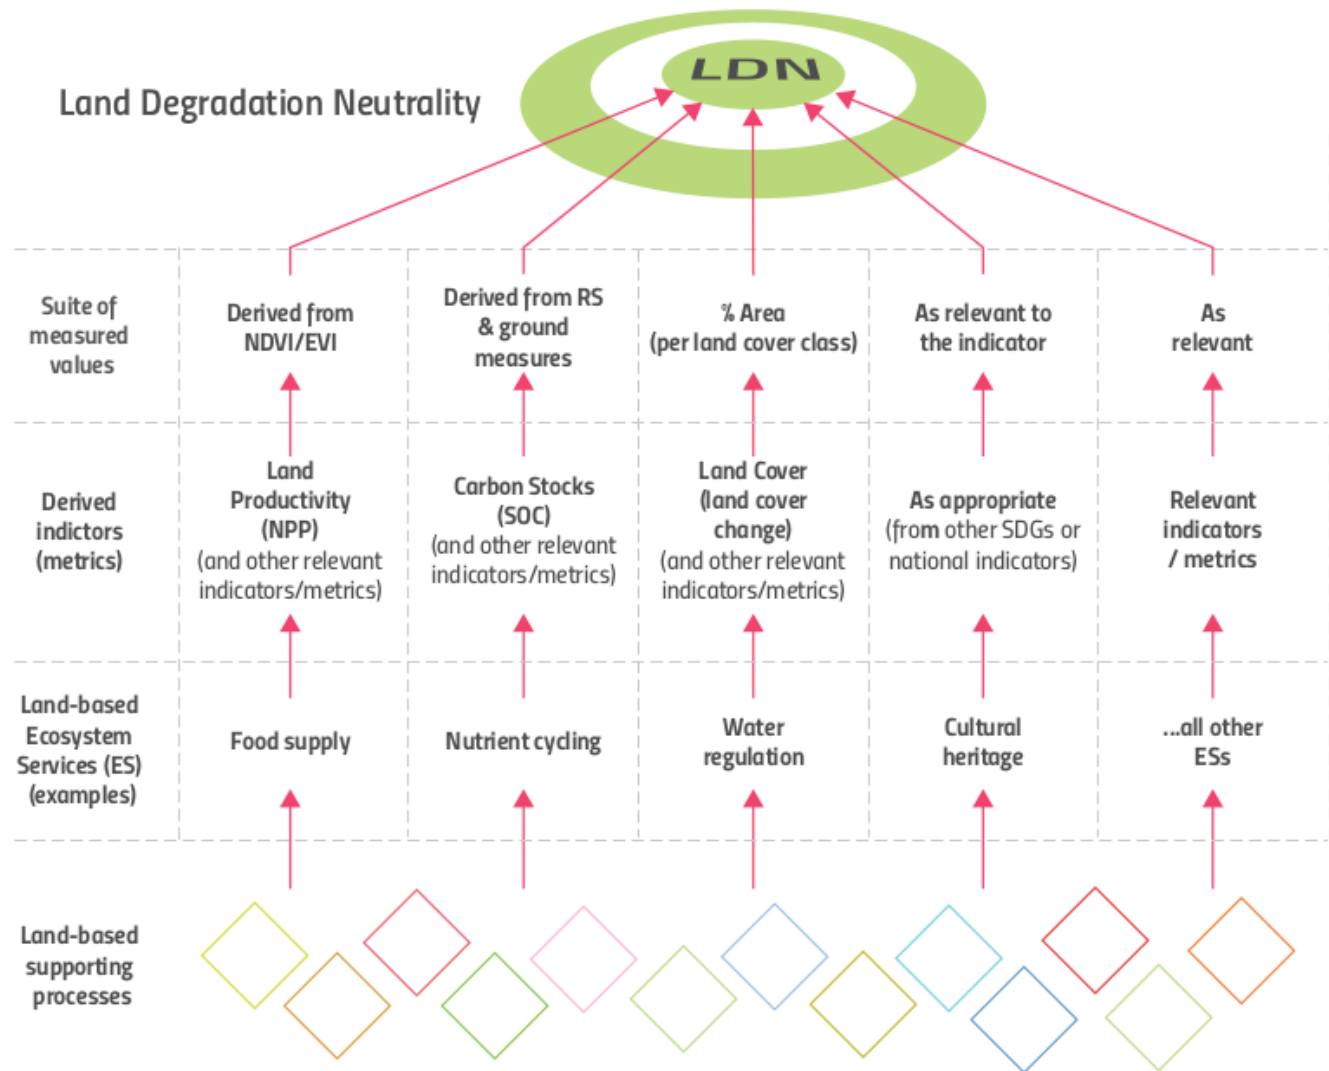 LDN
Land Degradation Neutrality
Suite of
measured
values
Derived from
NDVI/EVI
Derived from RS
& ground
measures
% Area
(per land cover class)
As relevant to
the indicator
As
relevant
Derived
indictors
(metrics)
Land
Productivity
(NPP)
(and other relevant
indicators/metrics)
Carbon Stocks
(SOC)
(and other relevant
indicators/metrics)
Land Cover
(land cover
change)
(and other relevant
indicators/metrics)
As appropriate
(from other SDGs or
national indicators)
Relevant
indicators
/ metrics
Land-based
Ecosystem
Services (ES)
(examples)
Food supply
Nutrient cycling
Water
regulation
Cultural
heritage
...all other
ESs
Land-based
supporting
processes